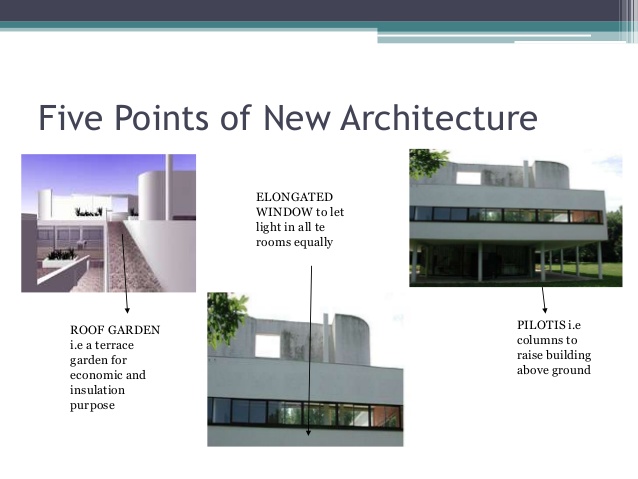 Five Points of New Architecture
ELONGATED
WINDOW to let
light in all te
rooms equally
ROOF GARDEN
i.e a terrace
garden for
economic and
insulation
purpose
PILOTIS i.e
columns to
raise building
above ground